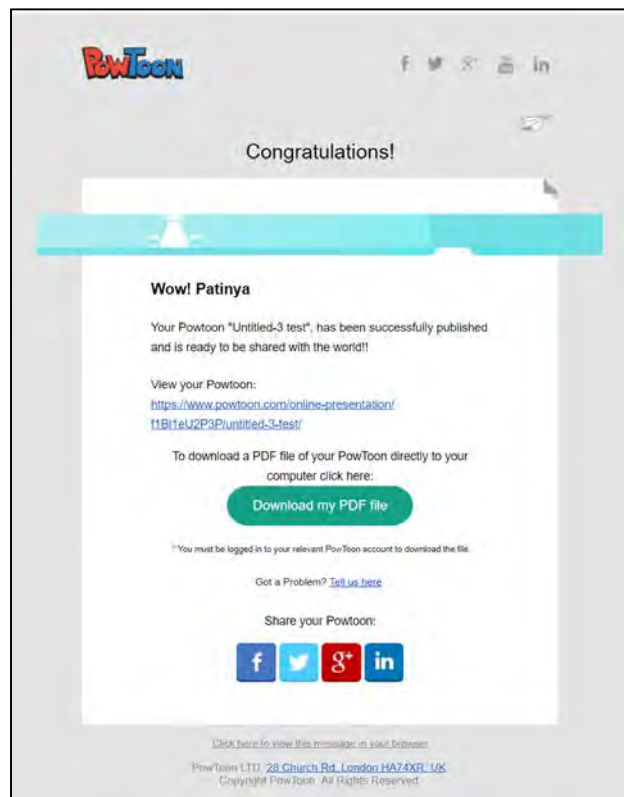 PowToon
Congratulations!
Wow! Patinya
Your Powtoon "Untitled-3 test", has been successfully published
and is ready to be shared with the world!!
View your Powtoon:
https://www.powtoon.com/online-presentation/
f1Bl1eU2P3P/untitled-3-test/
To download a PDF file of your PowToon directly to your
computer click here:
Download my PDF file
*You must be logged in to your relevant PowToon account to download the file
Got a Problem? Tell us here
Share your Powtoon:
Click here to view this message in your browser
PowToon LTD, 28 Church Rd, London HA74XR, UK
Copyright PowToon. All Rights Reserved.